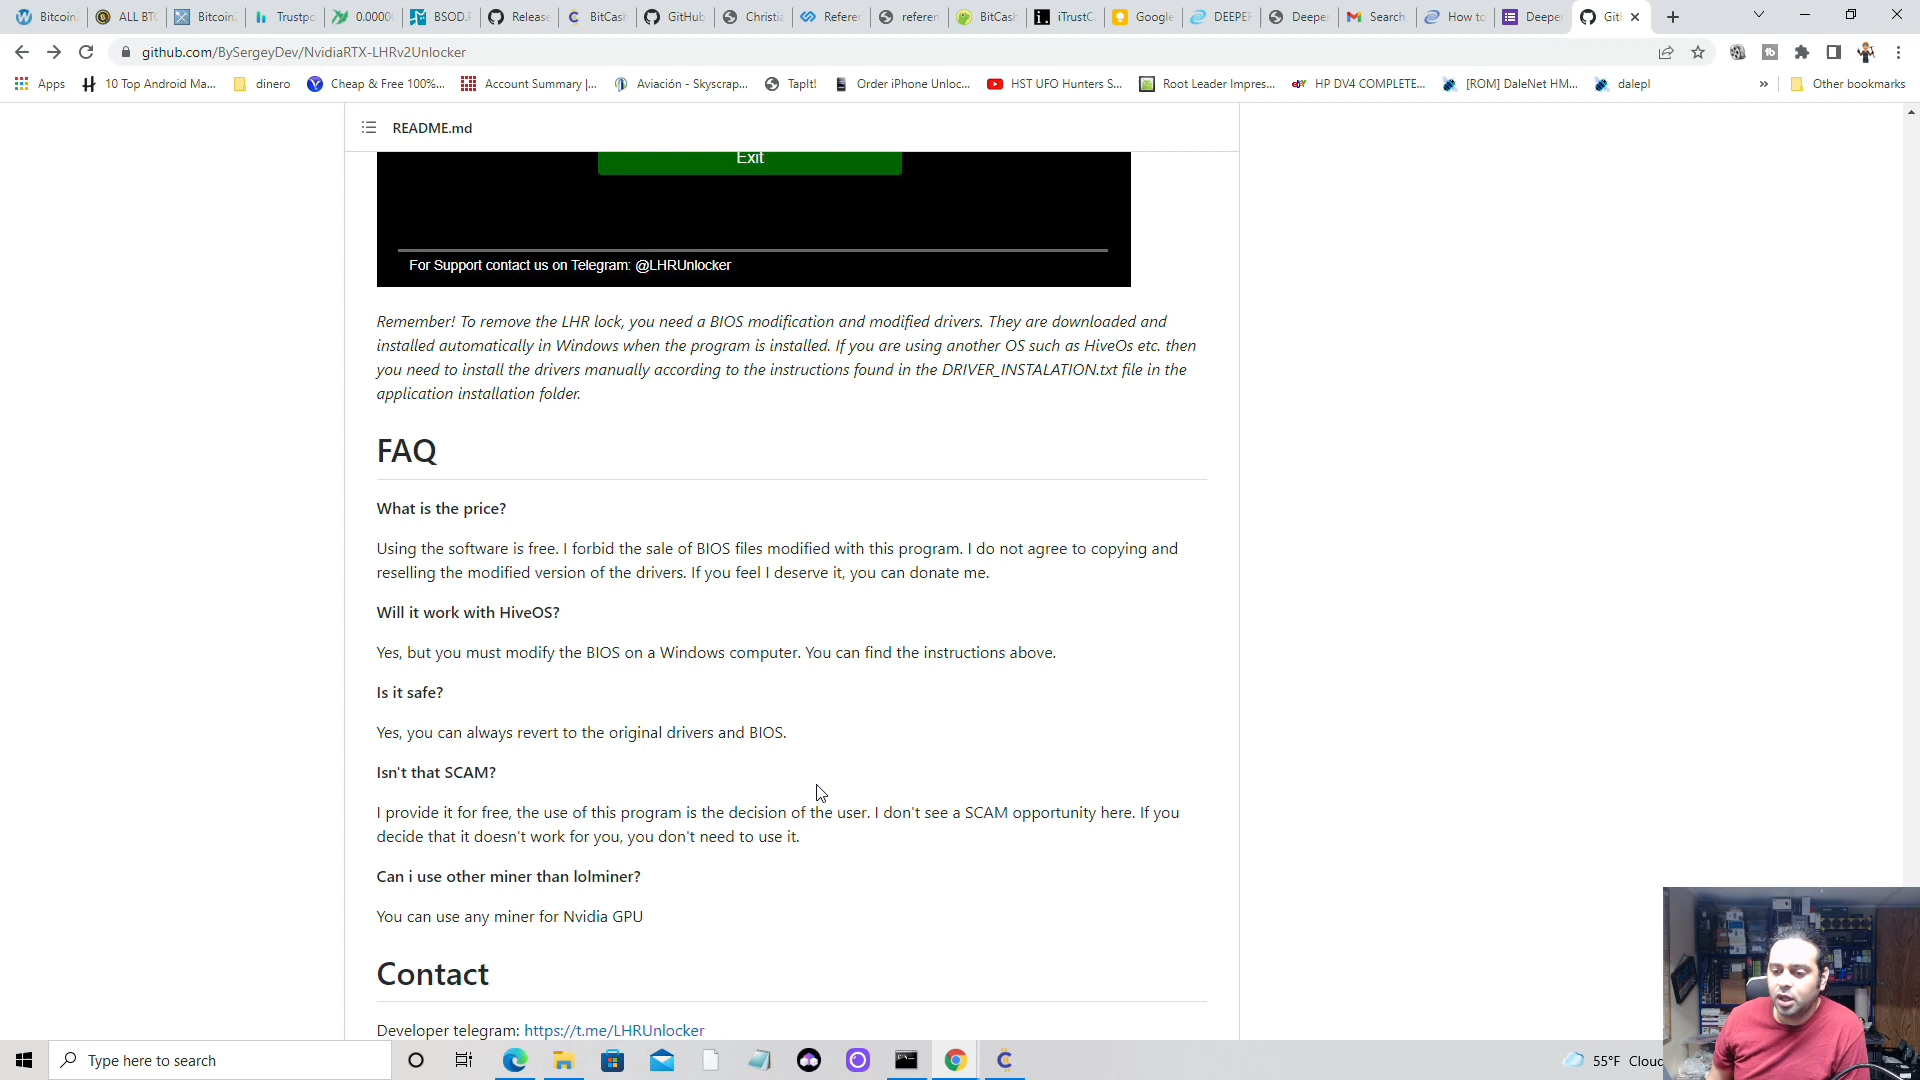 Bitcoin
ALL BT
Bitcoin
Trustp
0.0000
BSOD.
Release
BitCas
GitHub
Christi
Referer
referer
BitCas
iTrustC
Google
DEEPE
Deeper
Search
How to
Deeper
Git
github.com/BySergeyDev/NvidiaRTX-LHRv2Unlocker
Apps
10 Top Android Ma...
dinero
Cheap & Free 100%...
Account Summary |...
Aviación - Skyscrap...
TapIt!
Order iPhone Unloc...
HST UFO Hunters S...
Root Leader Impres...
HP DV4 COMPLETE...
[ROM] DaleNet HM...
dalepl
»
Other bookmarks
README.md
Exit
For Support contact us on Telegram: @LHRUnlocker
Remember! To remove the LHR lock, you need a BIOS modification and modified drivers. They are downloaded and
installed automatically in Windows when the program is installed. If you are using another OS such as HiveOs etc. then
you need to install the drivers manually according to the instructions found in the DRIVER_INSTALATION.txt file in the
application installation folder.
FAQ
What is the price?
Using the software is free. I forbid the sale of BIOS files modified with this program. I do not agree to copying and
reselling the modified version of the drivers. If you feel I deserve it, you can donate me.
Will it work with HiveOS?
Yes, but you must modify the BIOS on a Windows computer. You can find the instructions above.
Is it safe?
Yes, you can always revert to the original drivers and BIOS.
Isn't that SCAM?
I provide it for free, the use of this program is the decision of the user. I don't see a SCAM opportunity here. If you
decide that it doesn't work for you, you don't need to use it.
Can i use other miner than lolminer?
You can use any miner for Nvidia GPU
Contact
Developer telegram: https://t.me/LHRUnlocker
Type here to search
55°F Cloud